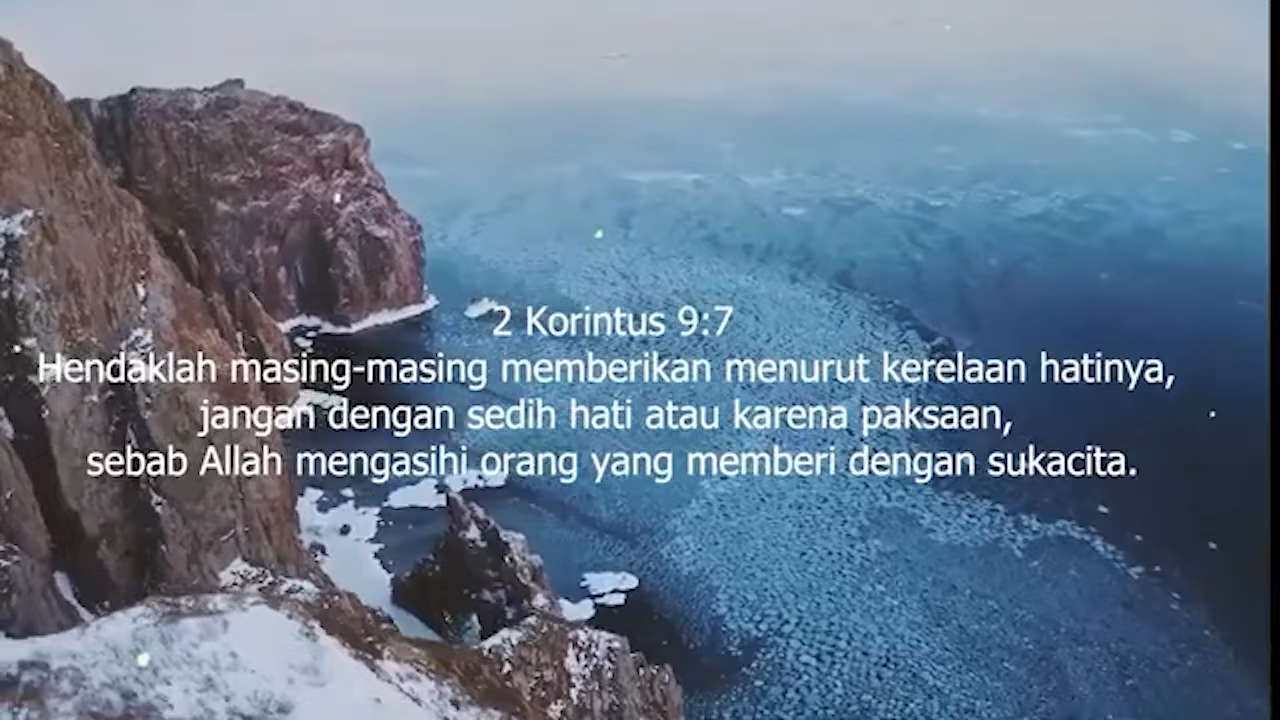 2 Korintus 9:7
Hendaklah masing-masing memberikan menurut kerelaan hatinya,
jangan dengan sedih hati atau karena paksaan,
sebab Allah mengasihi orang yang memberi dengan sukacita.